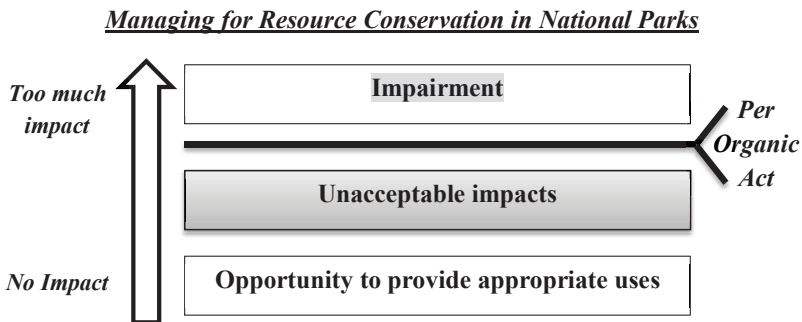 Managing for Resource Conservation in National Parks
Too much
impact
Impairment
Per
Organic
Act
Unacceptable impacts
No Impact
Opportunity to provide appropriate uses